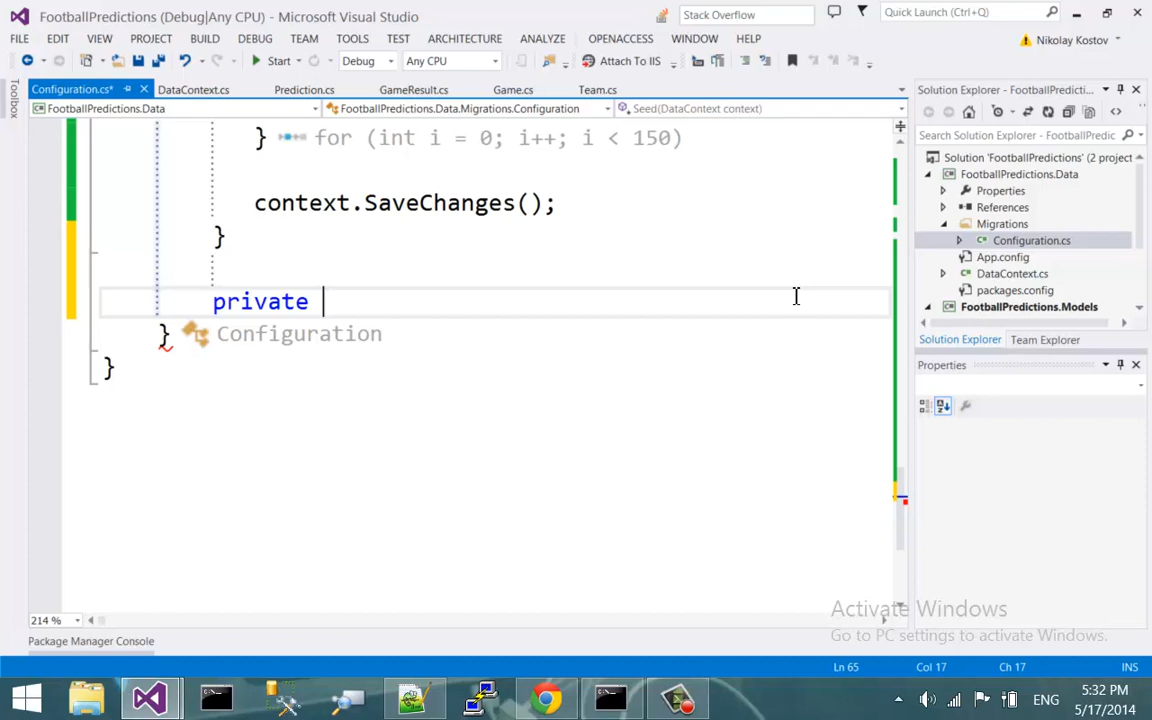 FootballPredictions (Debug|Any CPU) - Microsoft Visual Studio
Stack Overflow
Quick Launch (Ctrl+Q)
FILE EDIT VIEW PROJECT BUILD DEBUG TEAM TOOLS TEST ARCHITECTURE ANALYZE OPENACCESS WINDOW HELP
Nikolay Kostov
Start Debug Any CPU Attach To IIS
Toolbox
Configuration.cs* DataContext.cs Prediction.cs GameResult.cs Game.cs Team.cs
FootballPredictions.Data FootballPredictions.Data.Migrations.Configuration Seed(DataContext context)
} for (int i = 0; i++; i < 150)
context.SaveChanges();
}
private
} Configuration
}
Solution Explorer - FootballPredicti...
Search Solution Explorer - FootballPredic
Solution 'FootballPredictions' (2 project
FootballPredictions.Data
Properties
References
Migrations
Configuration.cs
App.config
DataContext.cs
packages.config
FootballPredictions.Models
Solution Explorer Team Explorer
Properties
214 %
Activate Windows
Go to PC settings to activate Windows.
Package Manager Console
Ln 65 Col 17 Ch 17 INS
ENG
5:32 PM
5/17/2014